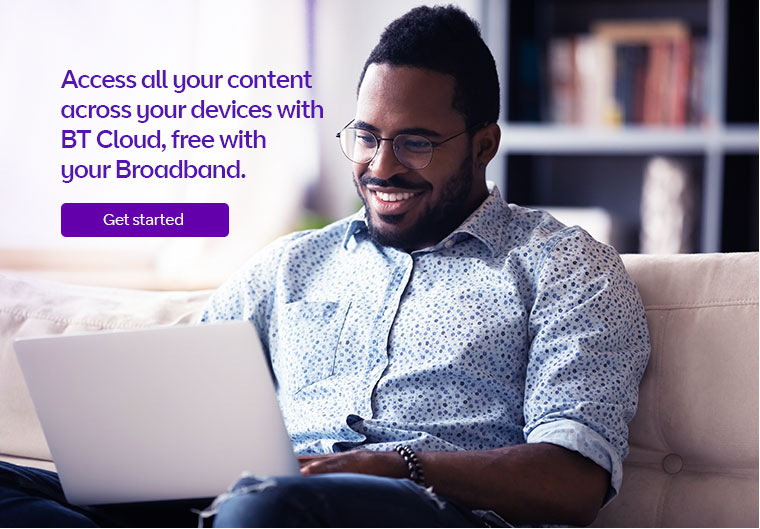 Access all your content
across your devices with
BT Cloud, free with
your Broadband.
Get started